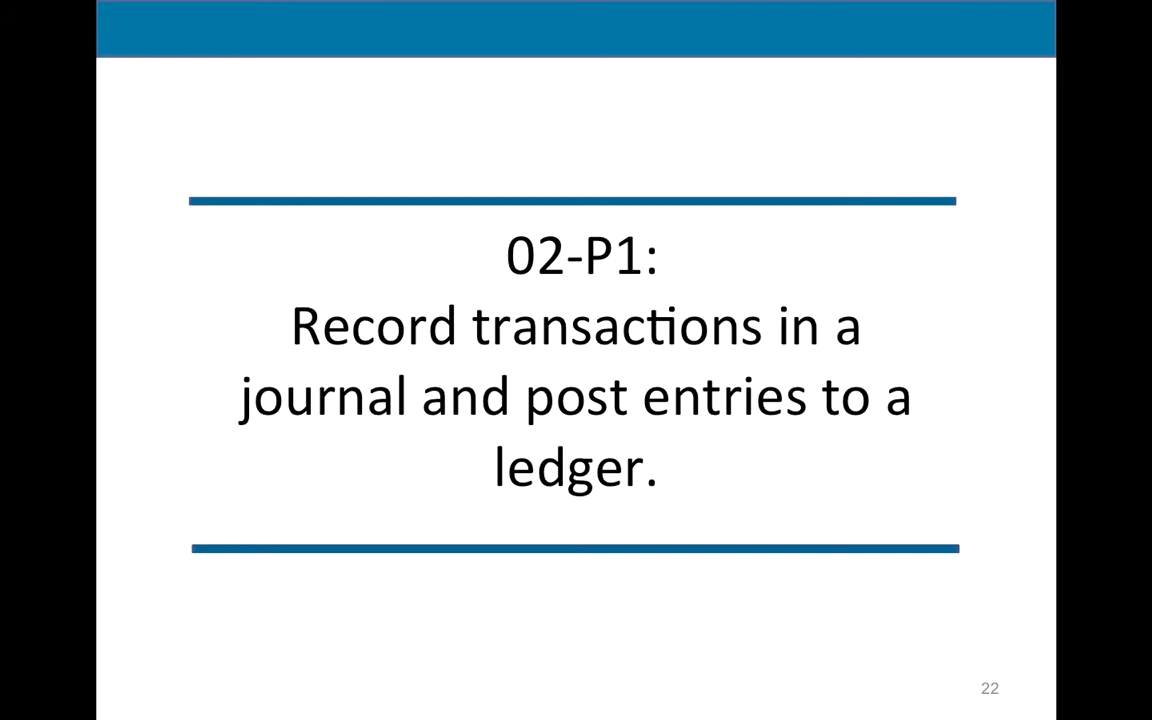 02-P1:
Record transactions in a
journal and post entries to a
ledger.
22